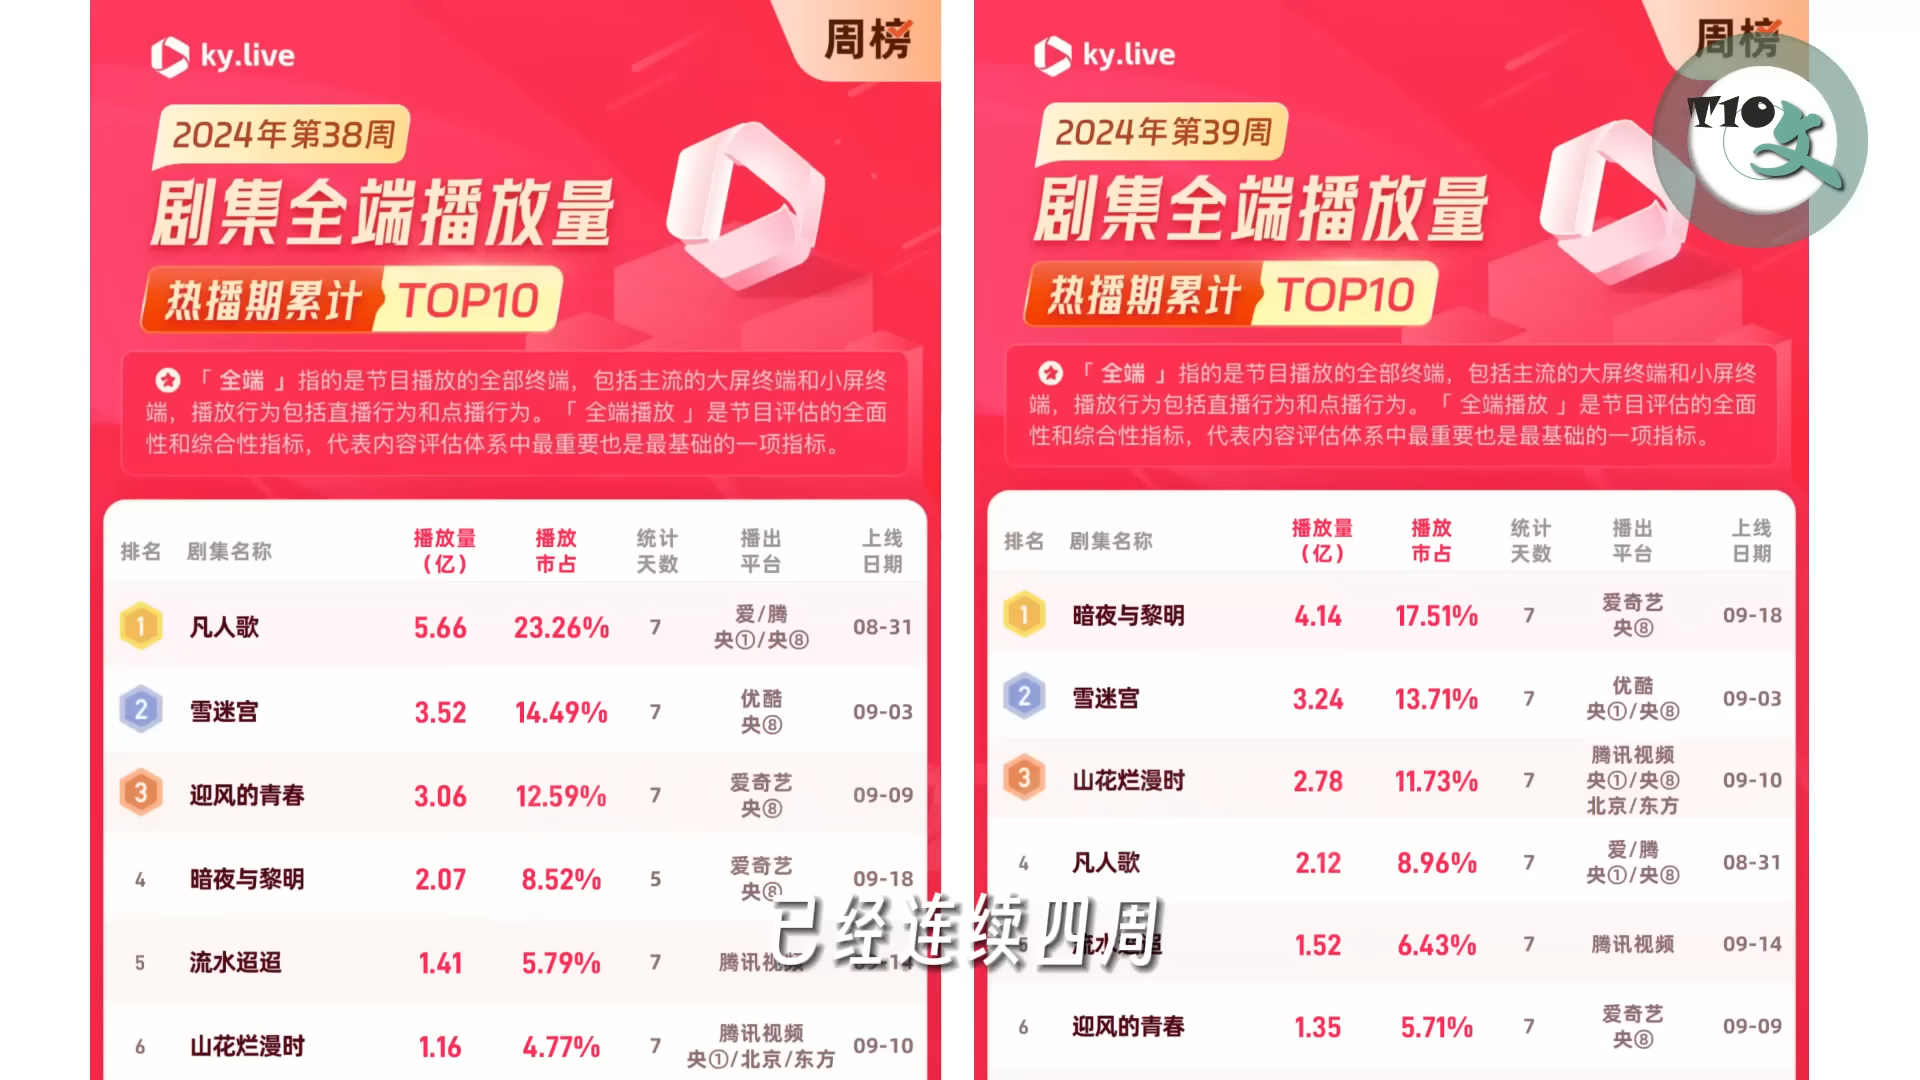 ky.live
周榜
2024年第38周
剧集全端播放量
热播期累计 TOP10
「 全端 」指的是节目播放的全部终端，包括主流的大屏终端和小屏终
端，播放行为包括直播行为和点播行为。「 全端播放 」是节目评估的全面
性和综合性指标，代表内容评估体系中最重要也是最基础的一项指标。
排名 剧集名称 播放量（亿） 播放市占 统计天数 播出平台 上线日期
1 凡人歌 5.66 23.26% 7 爱/腾 央①/央⑧ 08-31
2 雪迷宫 3.52 14.49% 7 优酷 央⑧ 09-03
3 迎风的青春 3.06 12.59% 7 爱奇艺 央⑧ 09-09
4 暗夜与黎明 2.07 8.52% 5 爱奇艺 央⑧ 09-18
5 流水迢迢 1.41 5.79% 7 腾讯视频 09-14
6 山花烂漫时 1.16 4.77% 7 腾讯视频 央①/北京/东方 09-10
ky.live
周榜
T10文
2024年第39周
剧集全端播放量
热播期累计 TOP10
「 全端 」指的是节目播放的全部终端，包括主流的大屏终端和小屏终
端，播放行为包括直播行为和点播行为。「 全端播放 」是节目评估的全面
性和综合性指标，代表内容评估体系中最重要也是最基础的一项指标。
排名 剧集名称 播放量（亿） 播放市占 统计天数 播出平台 上线日期
1 暗夜与黎明 4.14 17.51% 7 爱奇艺 央⑧ 09-18
2 雪迷宫 3.24 13.71% 7 优酷 央①/央⑧ 09-03
3 山花烂漫时 2.78 11.73% 7 腾讯视频 央①/央⑧ 北京/东方 09-10
4 凡人歌 2.12 8.96% 7 爱/腾 央①/央⑧ 08-31
5 流水迢迢 1.52 6.43% 7 腾讯视频 09-14
6 迎风的青春 1.35 5.71% 7 爱奇艺 央⑧ 09-09
已经连续四周